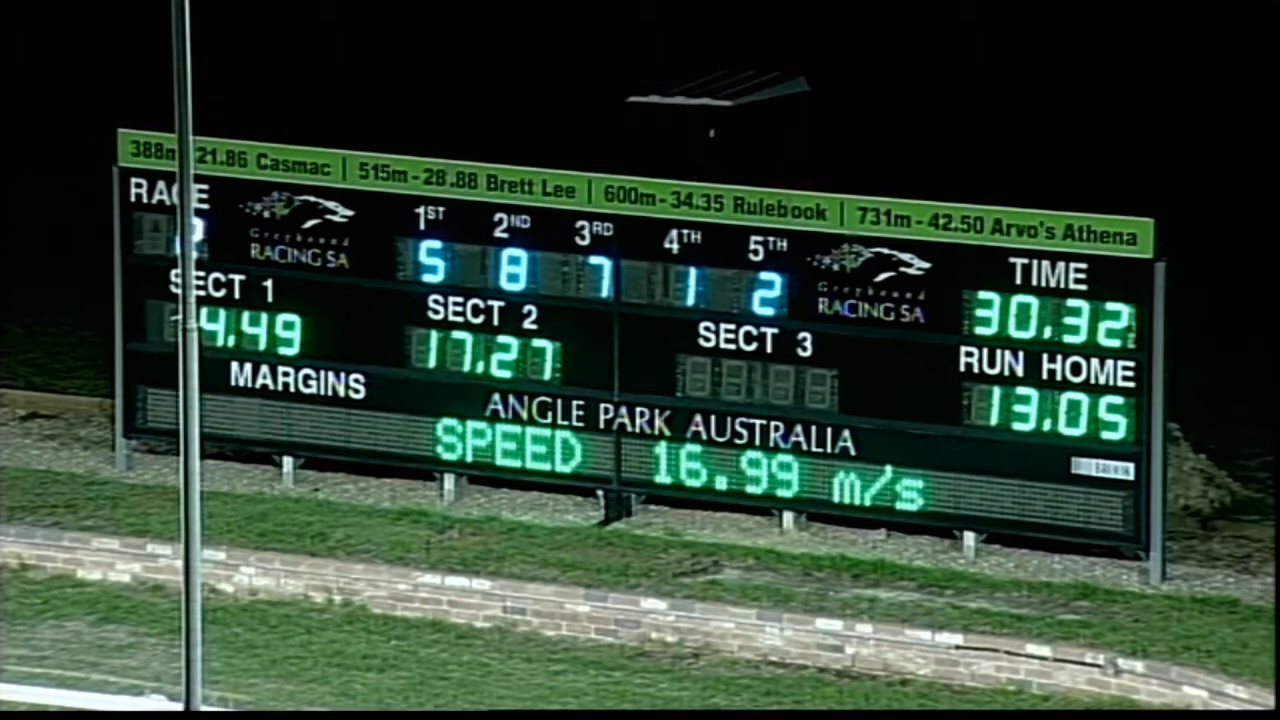 388m 21.86 Casmac | 515m - 28.88 Brett Lee | 600m - 34.35 Rulebook | 731m - 42.50 Arvo's Athena
RACE
Greyhound
RACING SA
1ST 2ND 3RD 4TH 5TH
5 8 7 1 2
Greyhound
RACING SA
TIME
30.32
SECT 1
4.49
SECT 2
17.27
SECT 3
RUN HOME
13.05
MARGINS
ANGLE PARK AUSTRALIA
SPEED 16.99 m/s